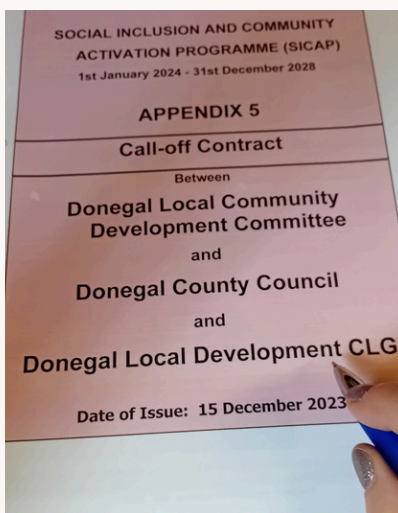 SOCIAL INCLUSION AND COMMUNITY
ACTIVATION PROGRAMME (SICAP)
1st January 2024 - 31st December 2028
APPENDIX 5
Call-off Contract
Between
Donegal Local Community
Development Committee
and
Donegal County Council
and
Donegal Local Development CLG
Date of Issue: 15 December 2023